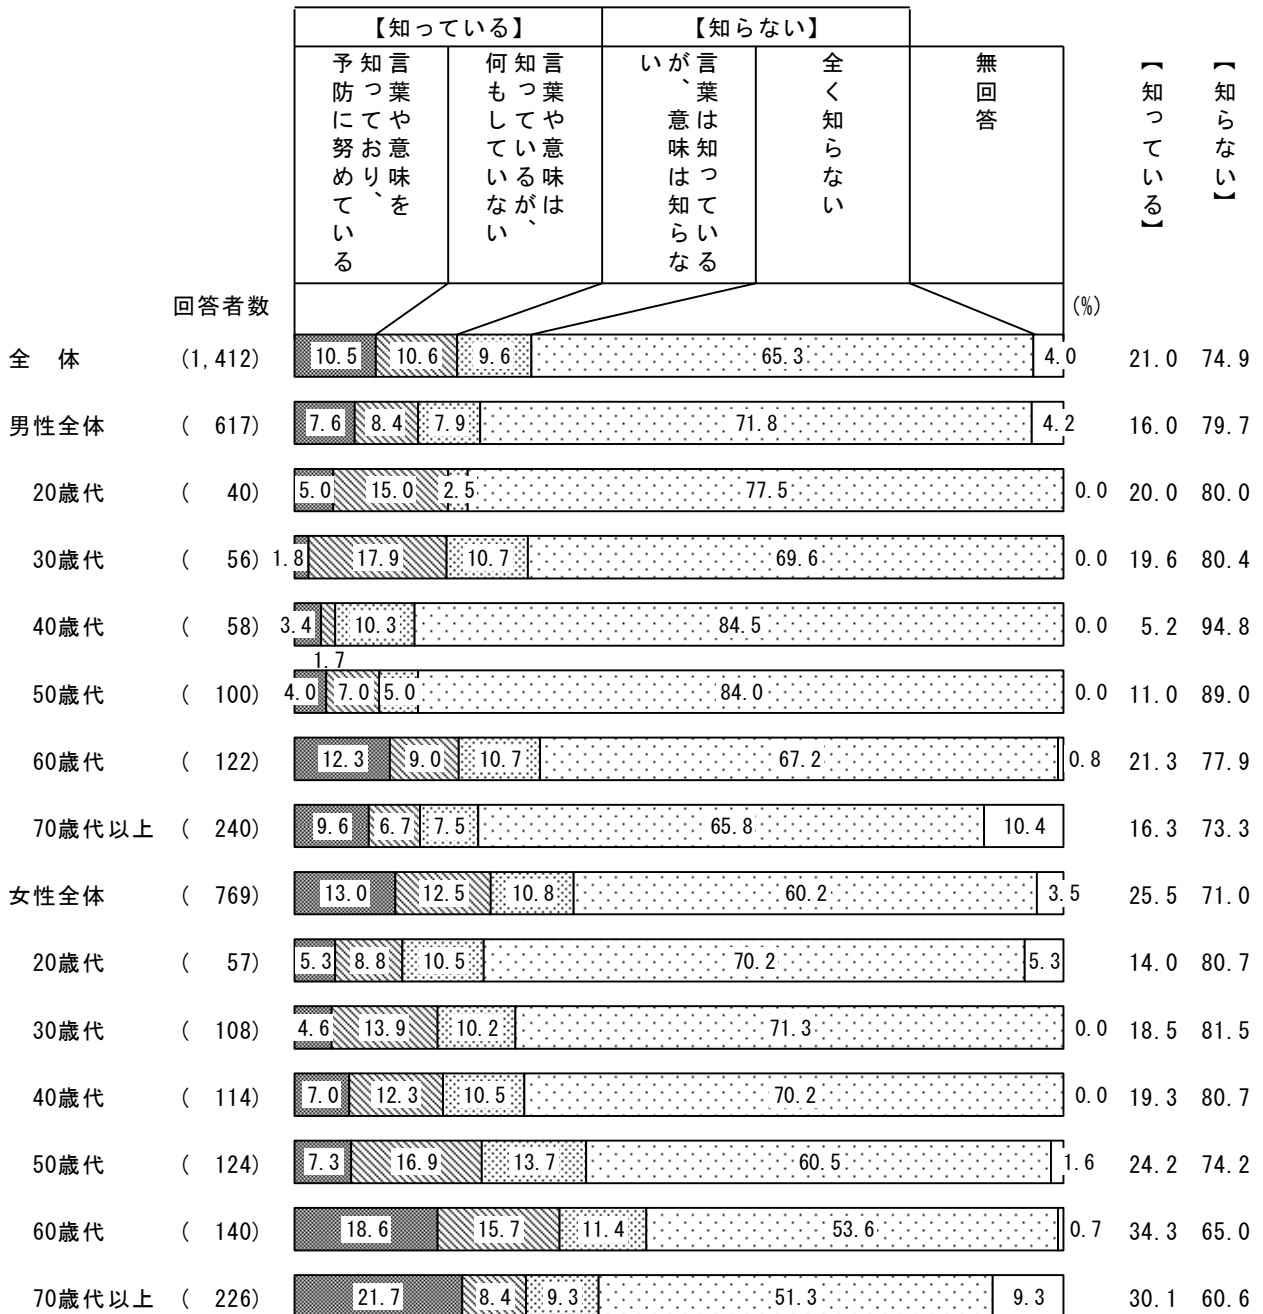 【知っている】 【知らない】
言葉や意味を
知っており、
予防に努めている
言葉や意味は
知っているが、
何もしていない
言葉は知っている
が、意味は知らな
い
全く知らない
無回答
【知っている】
【知らない】
回答者数 (%)
全 体 (1,412) 10.5 10.6 9.6 65.3 4.0 21.0 74.9
男性全体 ( 617) 7.6 8.4 7.9 71.8 4.2 16.0 79.7
20歳代 ( 40) 5.0 15.0 2.5 77.5 0.0 20.0 80.0
30歳代 ( 56) 1.8 17.9 10.7 69.6 0.0 19.6 80.4
40歳代 ( 58) 3.4 10.3 84.5 0.0 5.2 94.8
1.7
50歳代 ( 100) 4.0 7.0 5.0 84.0 0.0 11.0 89.0
60歳代 ( 122) 12.3 9.0 10.7 67.2 0.8 21.3 77.9
70歳代以上 ( 240) 9.6 6.7 7.5 65.8 10.4 16.3 73.3
女性全体 ( 769) 13.0 12.5 10.8 60.2 3.5 25.5 71.0
20歳代 ( 57) 5.3 8.8 10.5 70.2 5.3 14.0 80.7
30歳代 ( 108) 4.6 13.9 10.2 71.3 0.0 18.5 81.5
40歳代 ( 114) 7.0 12.3 10.5 70.2 0.0 19.3 80.7
50歳代 ( 124) 7.3 16.9 13.7 60.5 1.6 24.2 74.2
60歳代 ( 140) 18.6 15.7 11.4 53.6 0.7 34.3 65.0
70歳代以上 ( 226) 21.7 8.4 9.3 51.3 9.3 30.1 60.6